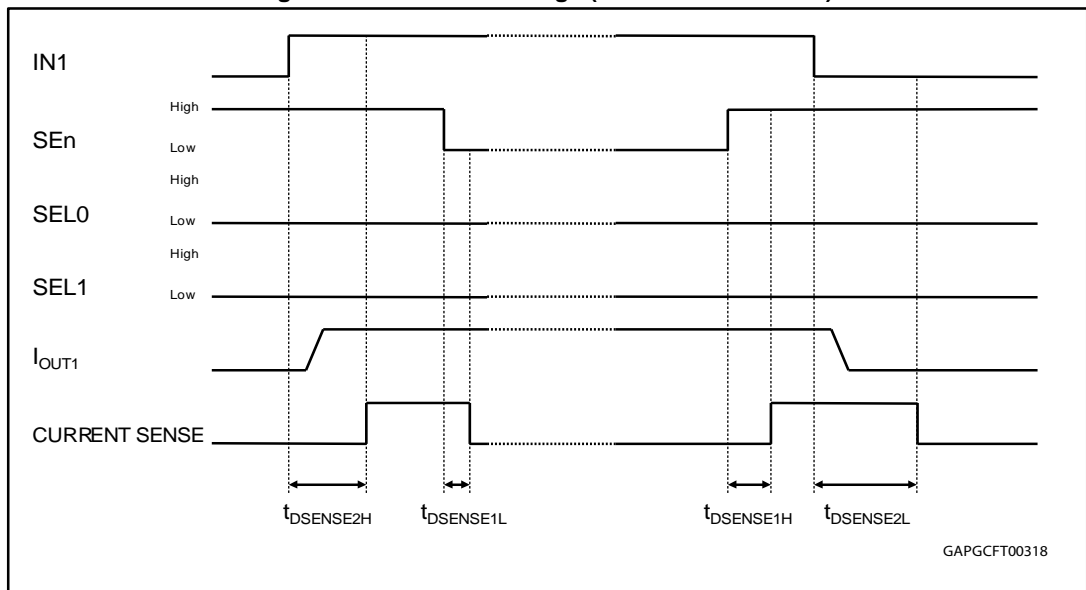 IN1
High
SEn
Low
High
SEL0
Low
High
SEL1
Low
IOUT1
CURRENT SENSE
tDSENSE2H tDSENSE1L tDSENSE1H tDSENSE2L
GAPGCFT00318